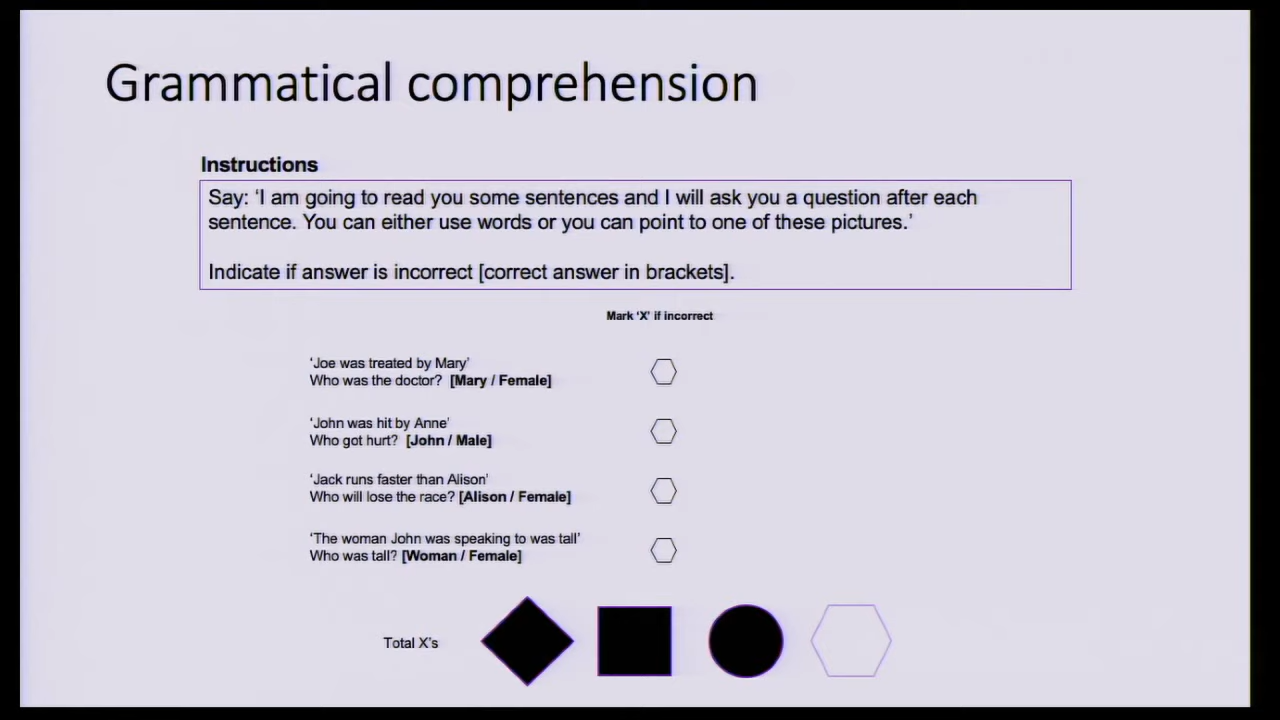 Grammatical comprehension
Instructions
Say: ‘I am going to read you some sentences and I will ask you a question after each
sentence. You can either use words or you can point to one of these pictures.’
Indicate if answer is incorrect [correct answer in brackets].
Mark ‘X’ if incorrect
‘Joe was treated by Mary’
Who was the doctor? [Mary / Female]
‘John was hit by Anne’
Who got hurt? [John / Male]
‘Jack runs faster than Alison’
Who will lose the race? [Alison / Female]
‘The woman John was speaking to was tall’
Who was tall? [Woman / Female]
Total X’s